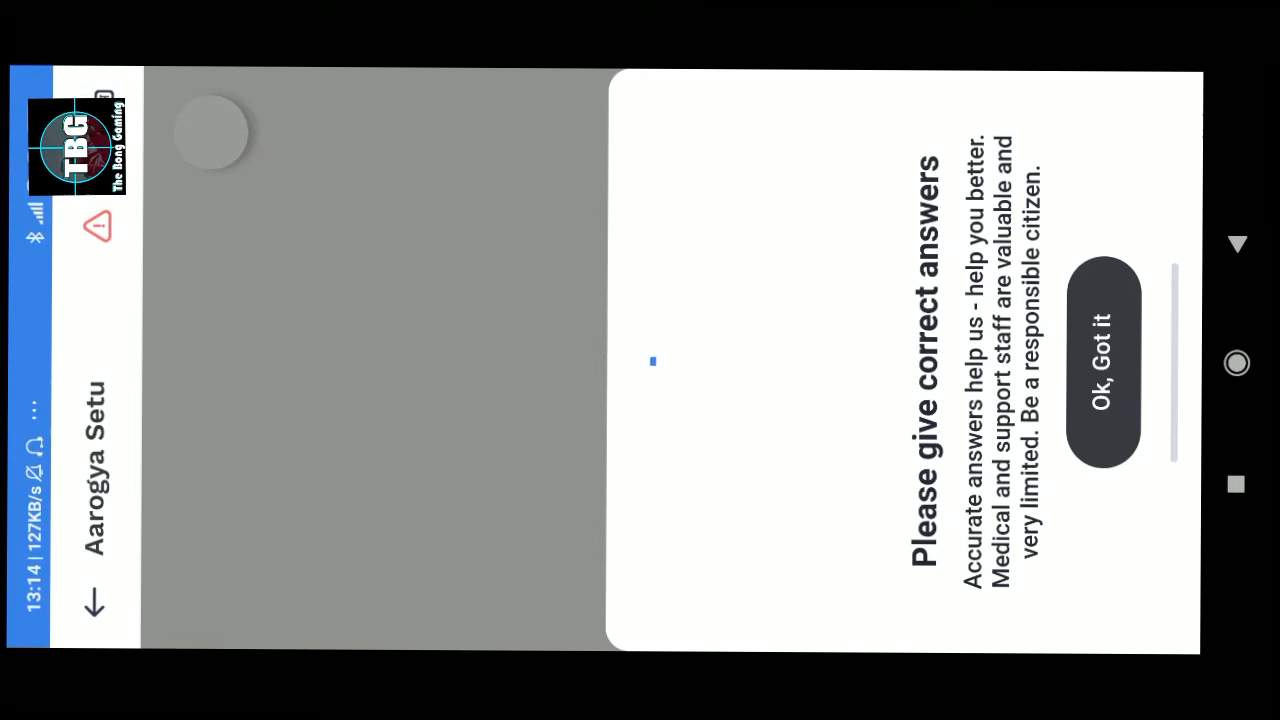 13:14 | 127KB/s ...
TBG
The Bong Gaming
Aarogya Setu
Please give correct answers
Accurate answers help us - help you better.
Medical and support staff are valuable and
very limited. Be a responsible citizen.
Ok, Got it